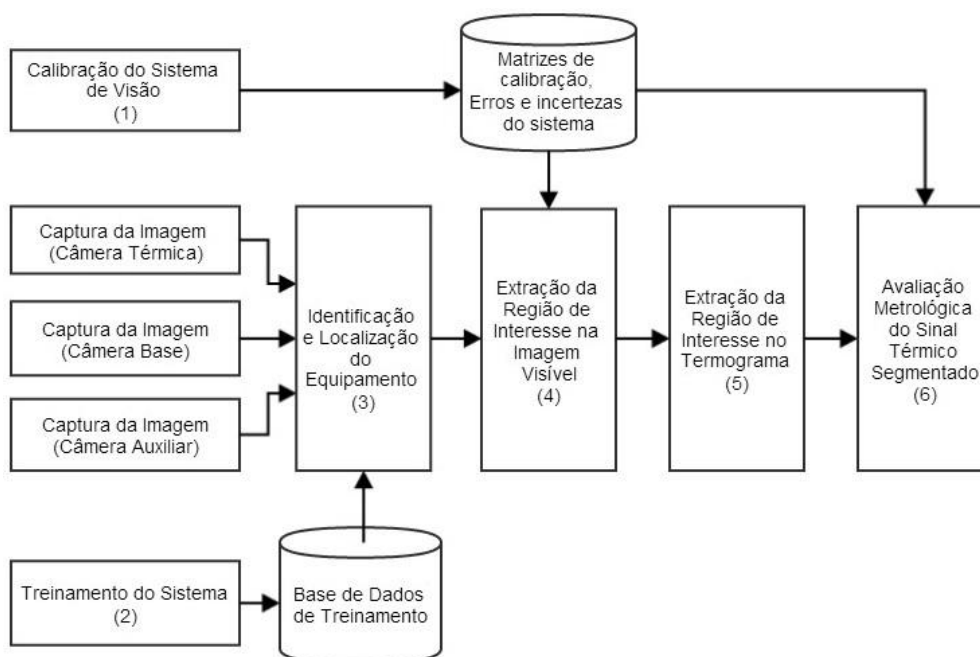 Calibração do Sistema
de Visão
(1)
Matrizes de
calibração,
Erros e incertezas
do sistema
Captura da Imagem
(Câmera Térmica)
Captura da Imagem
(Câmera Base)
Captura da Imagem
(Câmera Auxiliar)
Identificação
e Localização
do
Equipamento
(3)
Extração da
Região de
Interesse na
Imagem
Visível
(4)
Extração da
Região de
Interesse no
Termograma
(5)
Avaliação
Metrológica
do Sinal
Térmico
Segmentado
(6)
Treinamento do Sistema
(2)
Base de Dados
de Treinamento